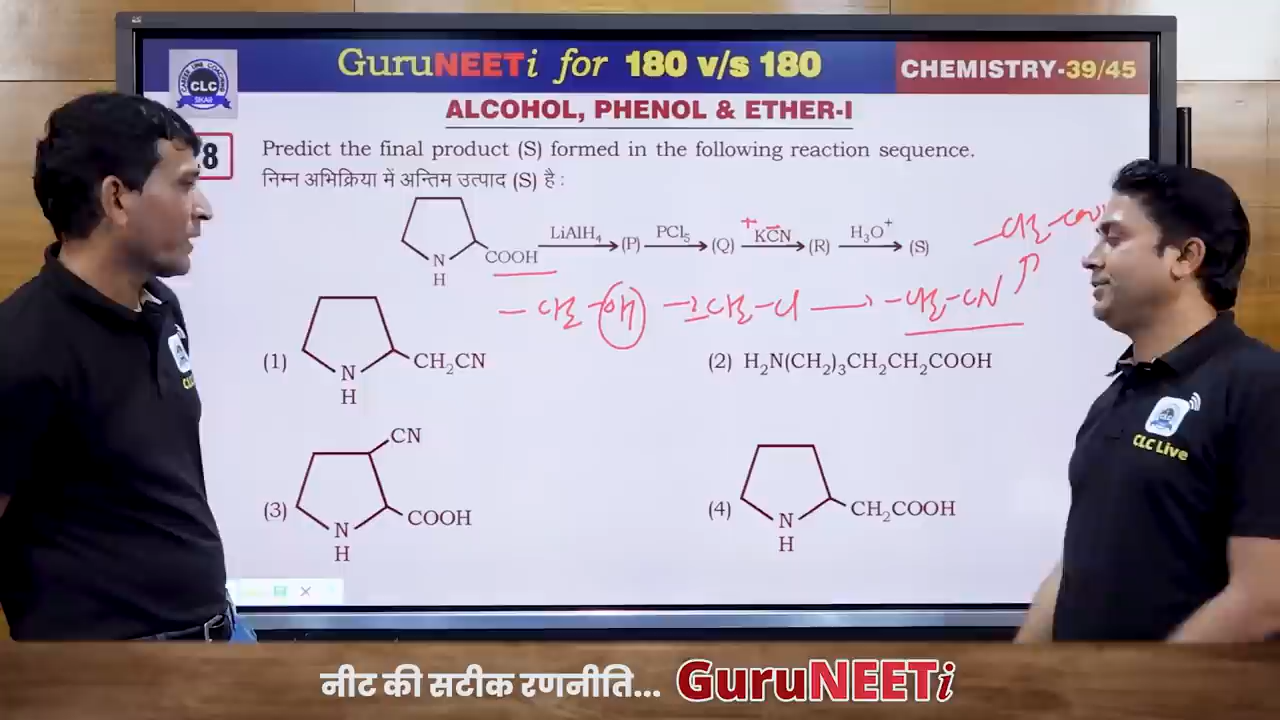 GuruNEETi for 180 v/s 180
CHEMISTRY-39/45
CLC
SIKAR
ALCOHOL, PHENOL & ETHER-I
8
Predict the final product (S) formed in the following reaction sequence.
निम्न अभिक्रिया में अन्तिम उत्पाद (S) है :
N
H
COOH
LiAlH₄
(P)
PCl₅
(Q)
+
KCN
(R)
H₃O⁺
(S)
(1)
N
H
CH₂CN
(2) H₂N(CH₂)₃CH₂CH₂COOH
(3)
CN
N
H
COOH
(4)
N
H
CH₂COOH
CLC Live
नीट की सटीक रणनीति... GuruNEETi